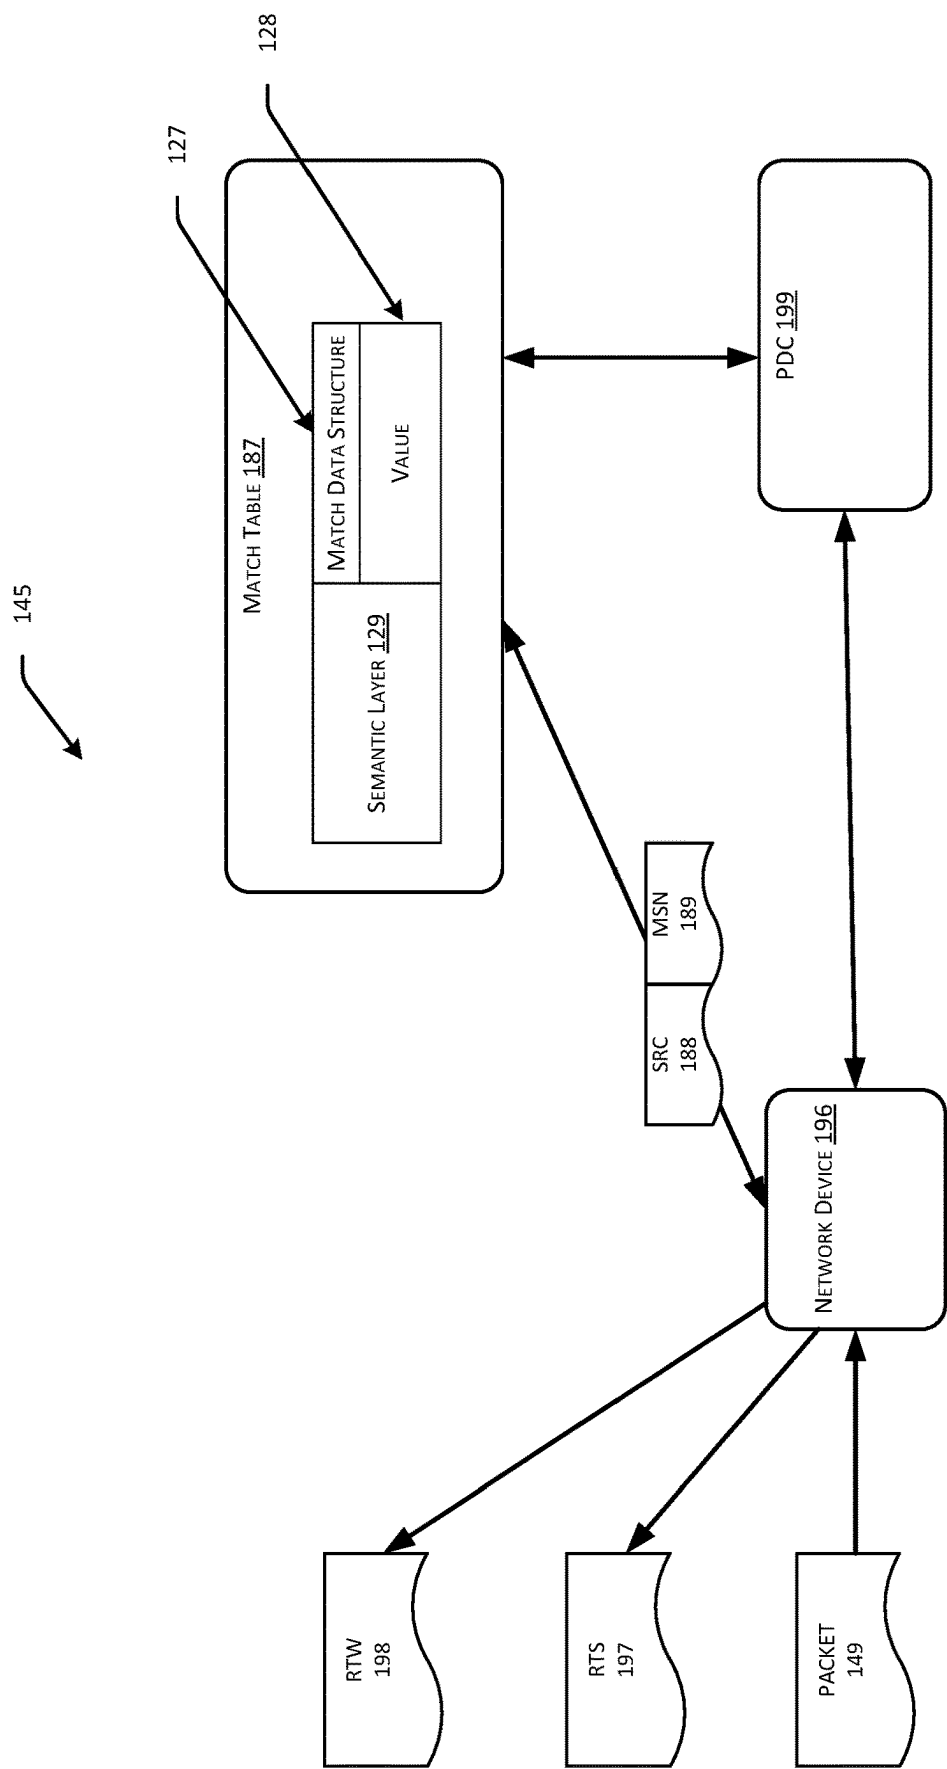 145
127
128
MATCH TABLE 187
SEMANTIC LAYER 129
MATCH DATA STRUCTURE
VALUE
SRC
188
MSN
189
RTW
198
RTS
197
PACKET
149
NETWORK DEVICE 196
PDC 199